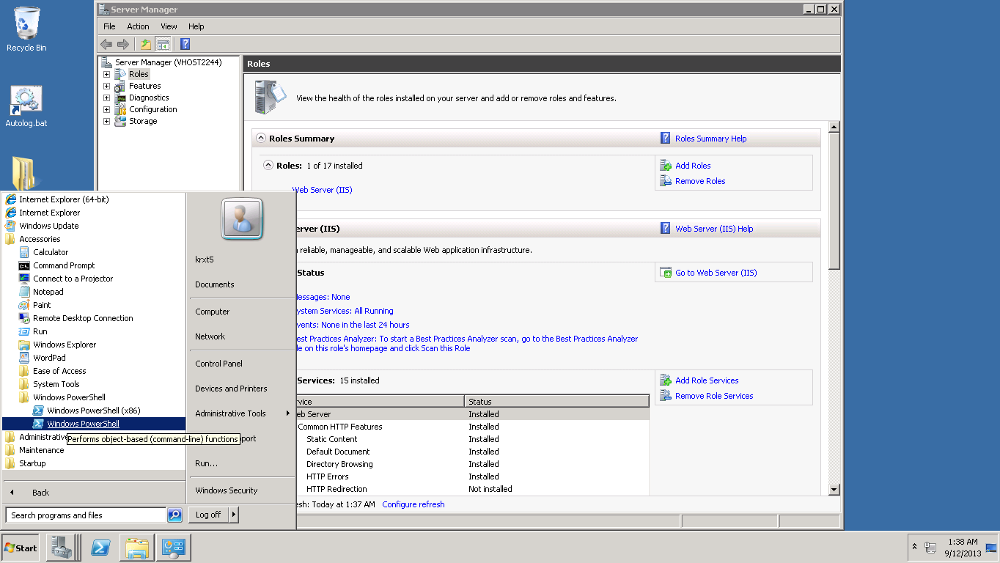 Recycle Bin
Autolog.bat
Server Manager
File Action View Help
Server Manager (VHOST2244)
Roles
Features
Diagnostics
Configuration
Storage
Roles
View the health of the roles installed on your server and add or remove roles and features.
Roles Summary
Roles Summary Help
Roles: 1 of 17 installed
Add Roles
Remove Roles
Web Server (IIS)
erver (IIS)
Web Server (IIS) Help
reliable, manageable, and scalable Web application infrastructure.
Status
Go to Web Server (IIS)
essages: None
ystem Services: All Running
vents: None in the last 24 hours
est Practices Analyzer: To start a Best Practices Analyzer scan, go to the Best Practices Analyzer
le on this role's homepage and click Scan this Role
Services: 15 installed
Add Role Services
Remove Role Services
vice Status
eb Server Installed
Common HTTP Features Installed
Static Content Installed
Default Document Installed
Directory Browsing Installed
HTTP Errors Installed
HTTP Redirection Not installed
esh: Today at 1:37 AM Configure refresh
Internet Explorer (64-bit)
Internet Explorer
Windows Update
Accessories
Calculator
Command Prompt
Connect to a Projector
Notepad
Paint
Remote Desktop Connection
Run
Windows Explorer
WordPad
Ease of Access
System Tools
Windows PowerShell
Windows PowerShell (x86)
Windows PowerShell
Administrative
Performs object-based (command-line) functions
Maintenance
Startup
Back
Search programs and files
krxt5
Documents
Computer
Network
Control Panel
Devices and Printers
Administrative Tools
port
Run...
Windows Security
Log off
Start
1:38 AM
9/12/2013